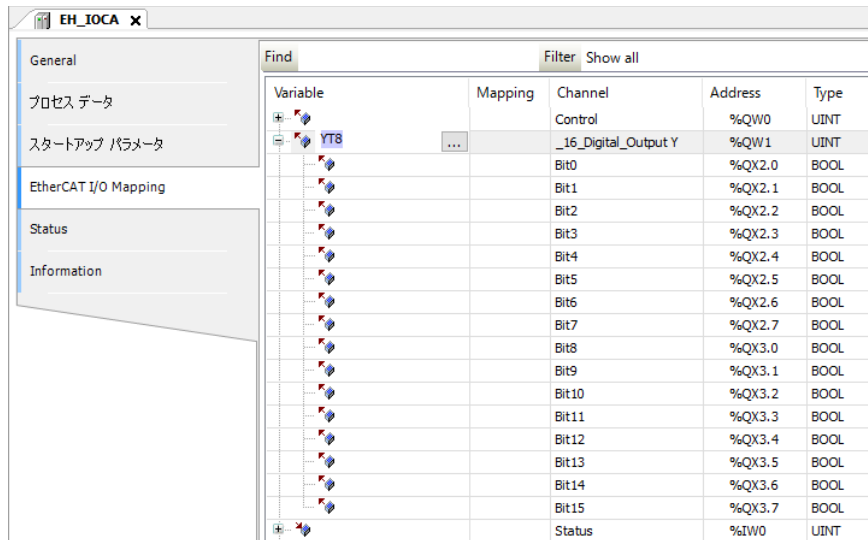 EH_IOCA X
General
プロセス データ
スタートアップ パラメータ
EtherCAT I/O Mapping
Status
Information
Find Filter Show all
Variable Mapping Channel Address Type
Control %QW0 UINT
YT8 ... _16_Digital_Output Y %QW1 UINT
Bit0 %QX2.0 BOOL
Bit1 %QX2.1 BOOL
Bit2 %QX2.2 BOOL
Bit3 %QX2.3 BOOL
Bit4 %QX2.4 BOOL
Bit5 %QX2.5 BOOL
Bit6 %QX2.6 BOOL
Bit7 %QX2.7 BOOL
Bit8 %QX3.0 BOOL
Bit9 %QX3.1 BOOL
Bit10 %QX3.2 BOOL
Bit11 %QX3.3 BOOL
Bit12 %QX3.4 BOOL
Bit13 %QX3.5 BOOL
Bit14 %QX3.6 BOOL
Bit15 %QX3.7 BOOL
Status %IW0 UINT